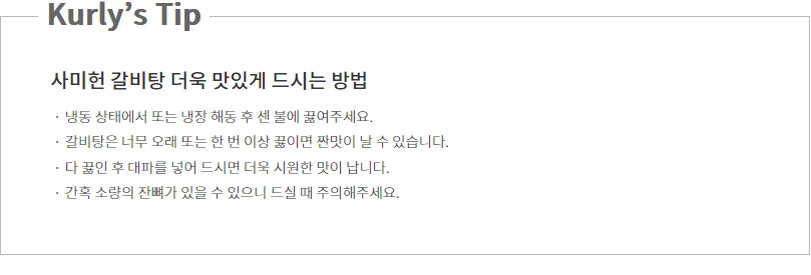 Kurly’s Tip
사미헌 갈비탕 더욱 맛있게 드시는 방법
· 냉동 상태에서 또는 냉장 해동 후 센 불에 끓여주세요.
· 갈비탕은 너무 오래 또는 한 번 이상 끓이면 짠맛이 날 수 있습니다.
· 다 끓인 후 대파를 넣어 드시면 더욱 시원한 맛이 납니다.
· 간혹 소량의 잔뼈가 있을 수 있으니 드실 때 주의해주세요.